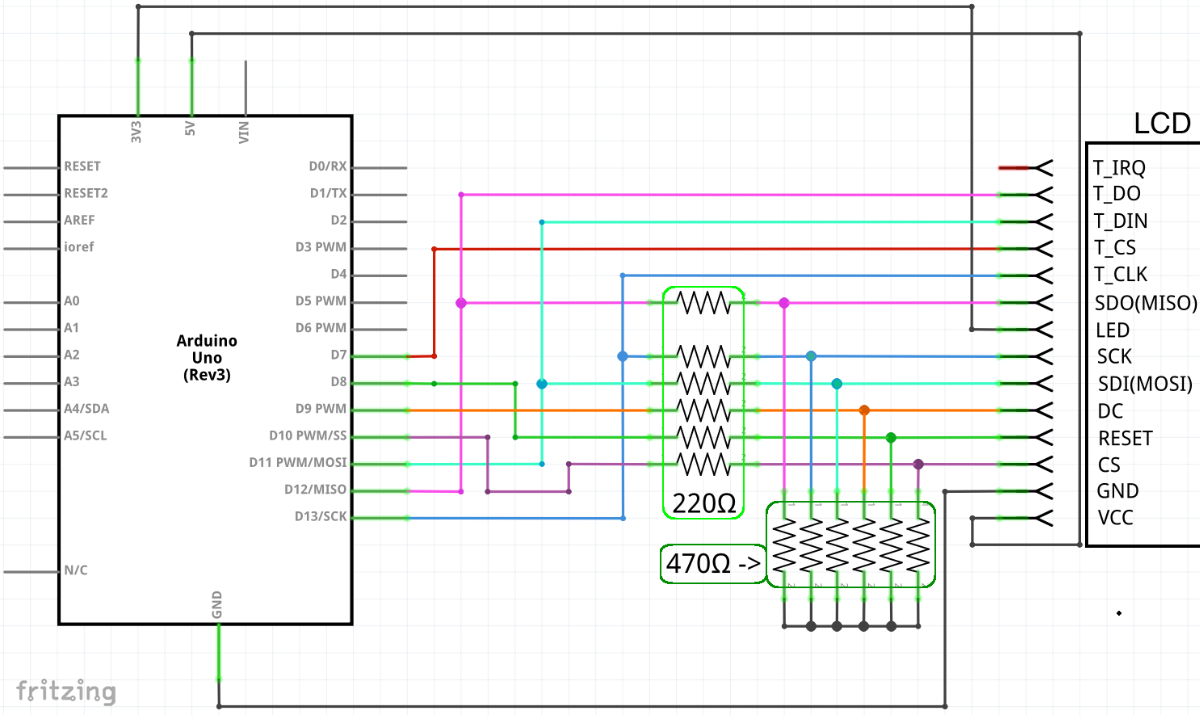 LCD
3V3
5V
VIN
RESET
RESET2
AREF
ioref
A0
A1
A2
A3
A4/SDA
A5/SCL
N/C
Arduino
Uno
(Rev3)
D0/RX
D1/TX
D2
D3 PWM
D4
D5 PWM
D6 PWM
D7
D8
D9 PWM
D10 PWM/SS
D11 PWM/MOSI
D12/MISO
D13/SCK
GND
220Ω
470Ω ->
T_IRQ
T_DO
T_DIN
T_CS
T_CLK
SDO(MISO)
LED
SCK
SDI(MOSI)
DC
RESET
CS
GND
VCC
fritzing